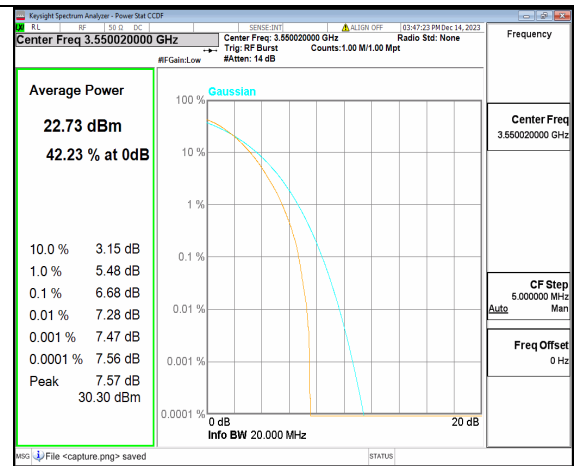 Keysight Spectrum Analyzer - Power Stat CCDF
RL RF 50 Ω DC SENSE:INT ALIGN OFF 03:47:23 PM Dec 14, 2023
Center Freq 3.550020000 GHz
Center Freq: 3.550020000 GHz Radio Std: None
Trig: RF Burst Counts:1.00 M/1.00 Mpt
#IFGain:Low #Atten: 14 dB
Frequency
Average Power
22.73 dBm
42.23 % at 0dB
10.0 % 3.15 dB
1.0 % 5.48 dB
0.1 % 6.68 dB
0.01 % 7.28 dB
0.001 % 7.47 dB
0.0001 % 7.56 dB
Peak 7.57 dB
30.30 dBm
Gaussian
100 %
10 %
1 %
0.1 %
0.01 %
0.001 %
0.0001 %
0 dB 20 dB
Info BW 20.000 MHz
Center Freq
3.550020000 GHz
CF Step
5.000000 MHz
Auto Man
Freq Offset
0 Hz
MSG File <capture.png> saved STATUS